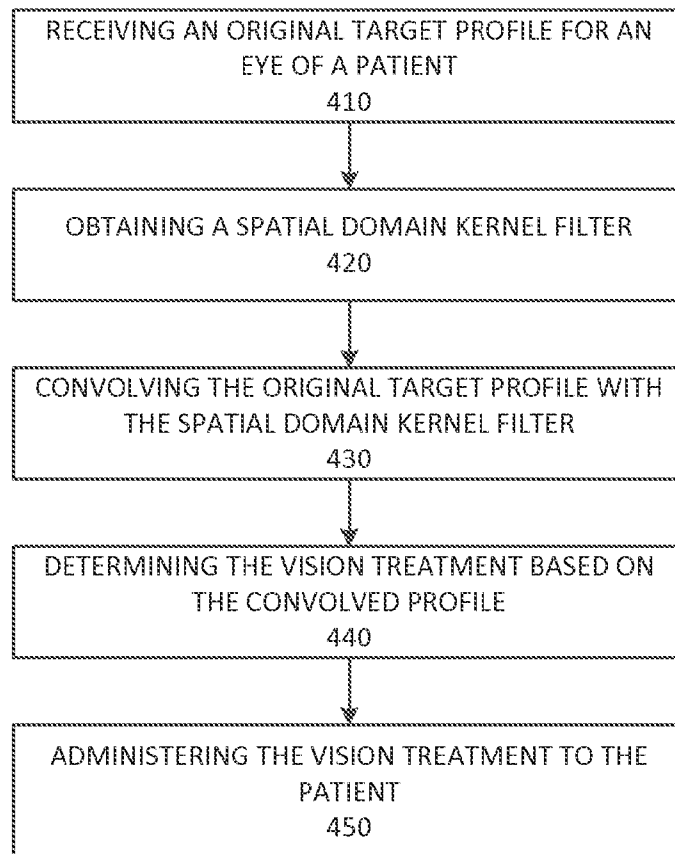 RECEIVING AN ORIGINAL TARGET PROFILE FOR AN
EYE OF A PATIENT
410
OBTAINING A SPATIAL DOMAIN KERNEL FILTER
420
CONVOLVING THE ORIGINAL TARGET PROFILE WITH
THE SPATIAL DOMAIN KERNEL FILTER
430
DETERMINING THE VISION TREATMENT BASED ON
THE CONVOLVED PROFILE
440
ADMINISTERING THE VISION TREATMENT TO THE
PATIENT
450